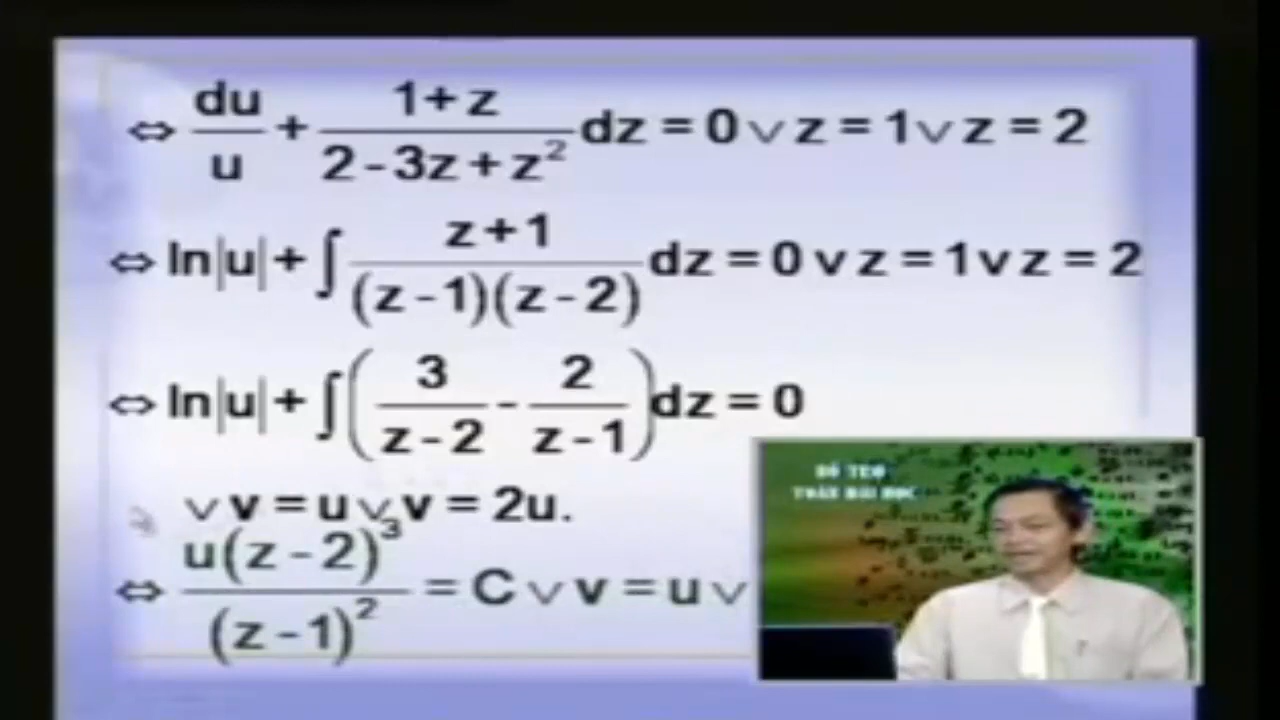 ⇔ du/u + (1+z)/(2-3z+z²) dz = 0 ∨ z = 1 ∨ z = 2
⇔ ln|u| + ∫ (z+1)/((z-1)(z-2)) dz = 0 v z = 1 v z = 2
⇔ ln|u| + ∫ (3/(z-2) - 2/(z-1)) dz = 0
∨ v = u ∨ v = 2u.
⇔ u(z-2)³/(z-1)² = C ∨ v = u ∨